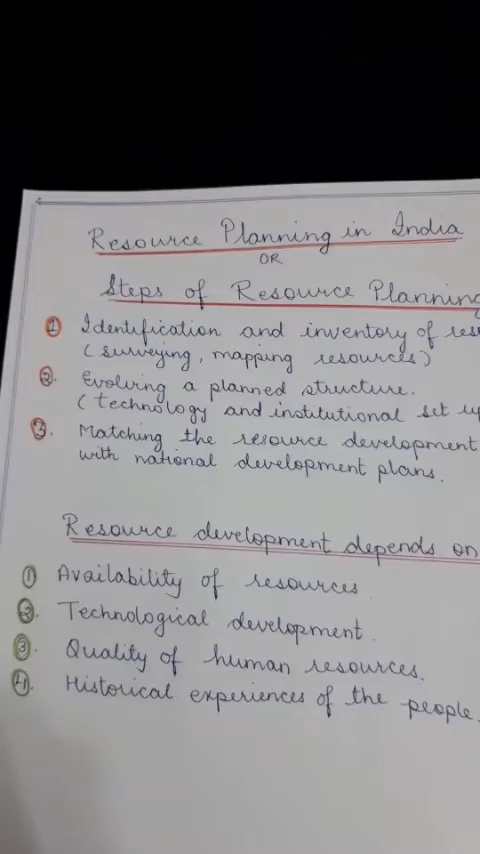 Resource Planning in India
OR
Steps of Resource Planning
① Identification and inventory of
(surveying, mapping resources)
②. Evolving a planned structure.
(technology and institutional set up
③. Matching the resource development
with national development plans.
Resource development depends on
① Availability of resources.
② Technological development.
③. Quality of human resources.
④. Historical experiences of the people.